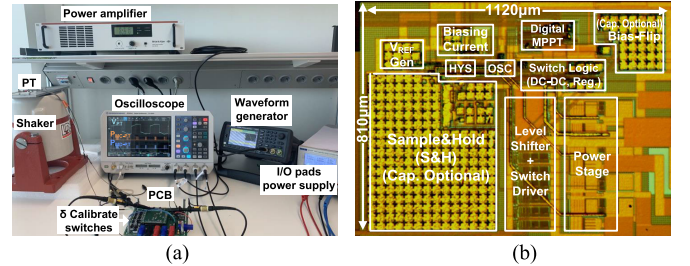 Power amplifier
PT
Shaker
Oscilloscope
Waveform
generator
I/O pads
power supply
PCB
δ Calibrate
switches
(a)
1120μm
810μm
VREF
Gen
Biasing
Current
Digital
MPPT
(Cap. Optional)
Bias-Flip
HYS
OSC
Switch Logic
(DC-DC, Reg.)
Sample&Hold
(S&H)
(Cap. Optional)
Level
Shifter
+
Switch
Driver
Power
Stage
(b)